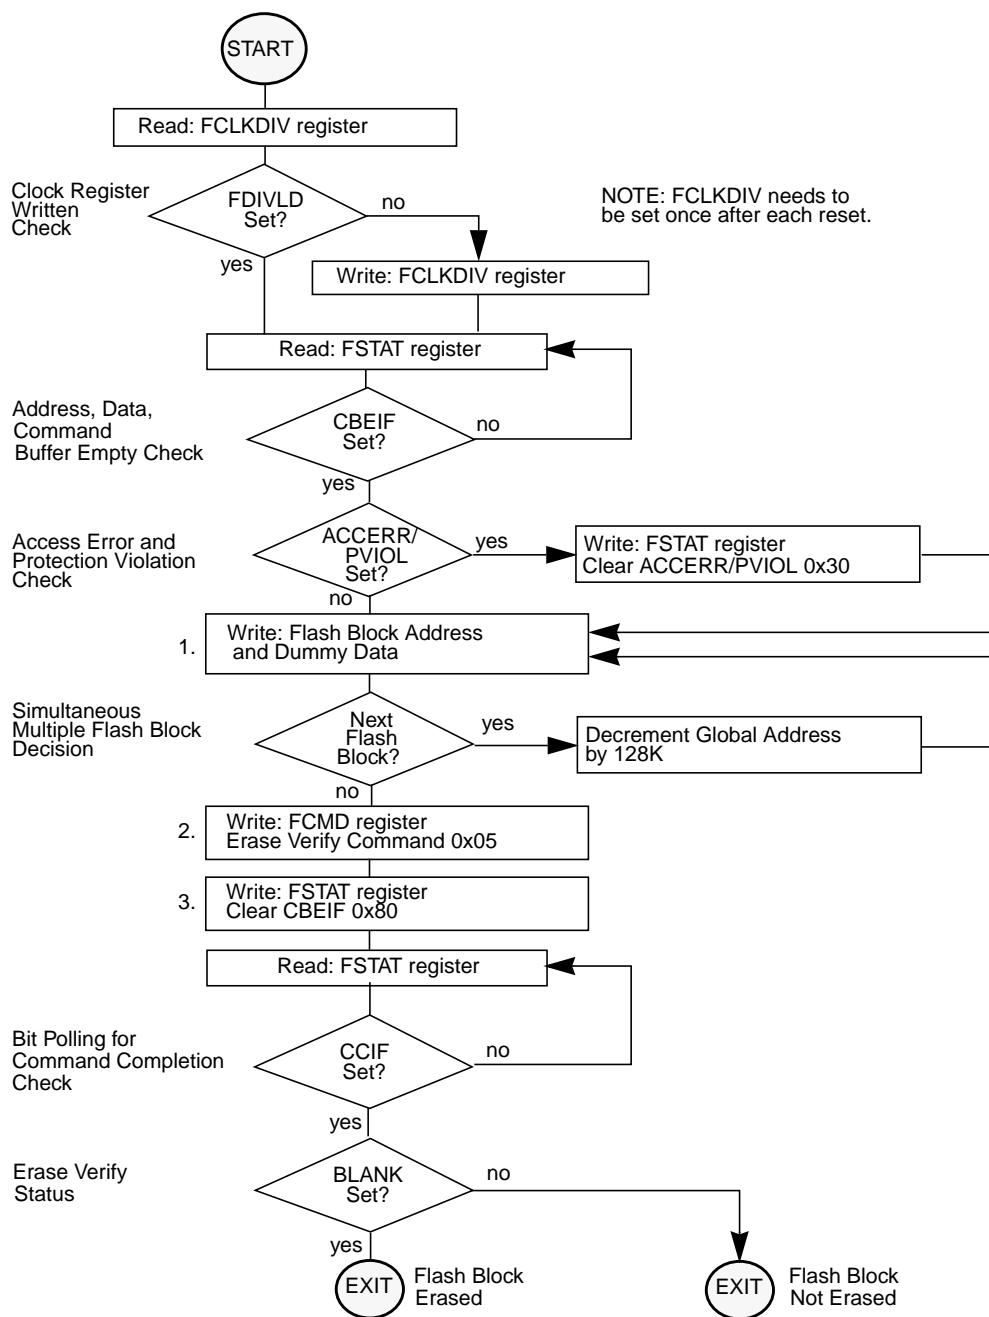 START
Read: FCLKDIV register
Clock Register
Written
Check
FDIVLD
Set?
no
yes
NOTE: FCLKDIV needs to
be set once after each reset.
Write: FCLKDIV register
Read: FSTAT register
Address, Data,
Command
Buffer Empty Check
CBEIF
Set?
no
yes
Access Error and
Protection Violation
Check
ACCERR/
PVIOL
Set?
yes
no
Write: FSTAT register
Clear ACCERR/PVIOL 0x30
1.
Write: Flash Block Address
and Dummy Data
Simultaneous
Multiple Flash Block
Decision
Next
Flash
Block?
yes
no
Decrement Global Address
by 128K
2.
Write: FCMD register
Erase Verify Command 0x05
3.
Write: FSTAT register
Clear CBEIF 0x80
Read: FSTAT register
Bit Polling for
Command Completion
Check
CCIF
Set?
no
yes
Erase Verify
Status
BLANK
Set?
no
yes
EXIT
Flash Block
Erased
EXIT
Flash Block
Not Erased